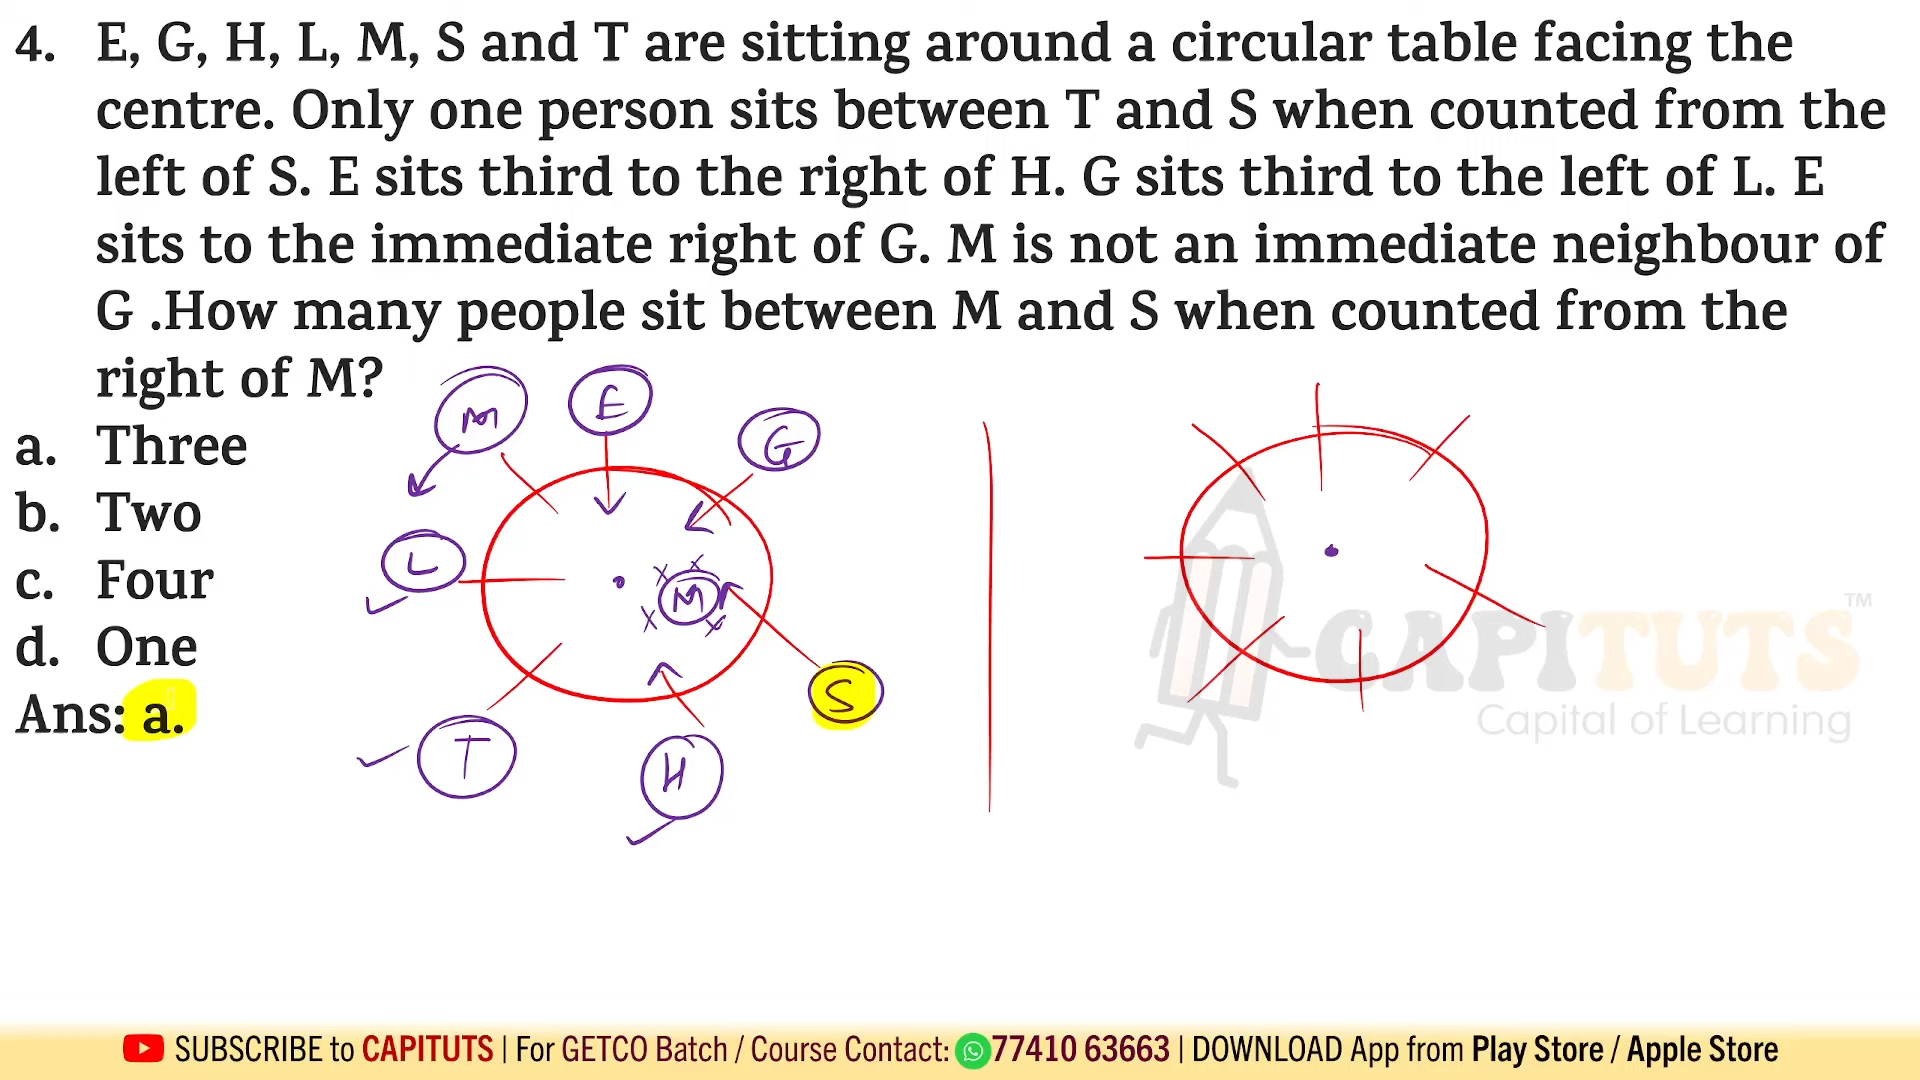 4. E, G, H, L, M, S and T are sitting around a circular table facing the
centre. Only one person sits between T and S when counted from the
left of S. E sits third to the right of H. G sits third to the left of L. E
sits to the immediate right of G. M is not an immediate neighbour of
G .How many people sit between M and S when counted from the
right of M?
a. Three
b. Two
c. Four
d. One
Ans: a.
M
E
G
L
M
S
T
H
CAPITUTS™
Capital of Learning
SUBSCRIBE to CAPITUTS | For GETCO Batch / Course Contact: 77410 63663 | DOWNLOAD App from Play Store / Apple Store